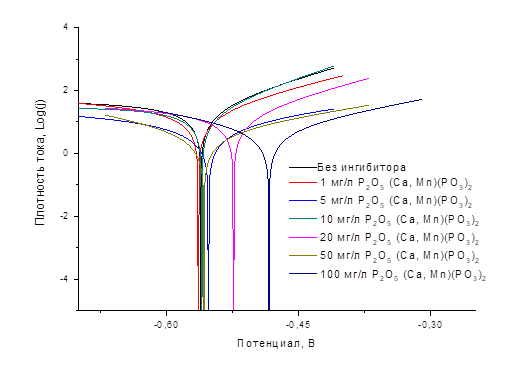 4
2
0
-2
-4
Плотность тока, Log(j)
Без ингибитора
1 мг/л P₂O₅ (Ca, Mn)(PO₃)₂
5 мг/л P₂O₅ (Ca, Mn)(PO₃)₂
10 мг/л P₂O₅ (Ca, Mn)(PO₃)₂
20 мг/л P₂O₅ (Ca, Mn)(PO₃)₂
50 мг/л P₂O₅ (Ca, Mn)(PO₃)₂
100 мг/л P₂O₅ (Ca, Mn)(PO₃)₂
-0,60 -0,45 -0,30
Потенциал, В